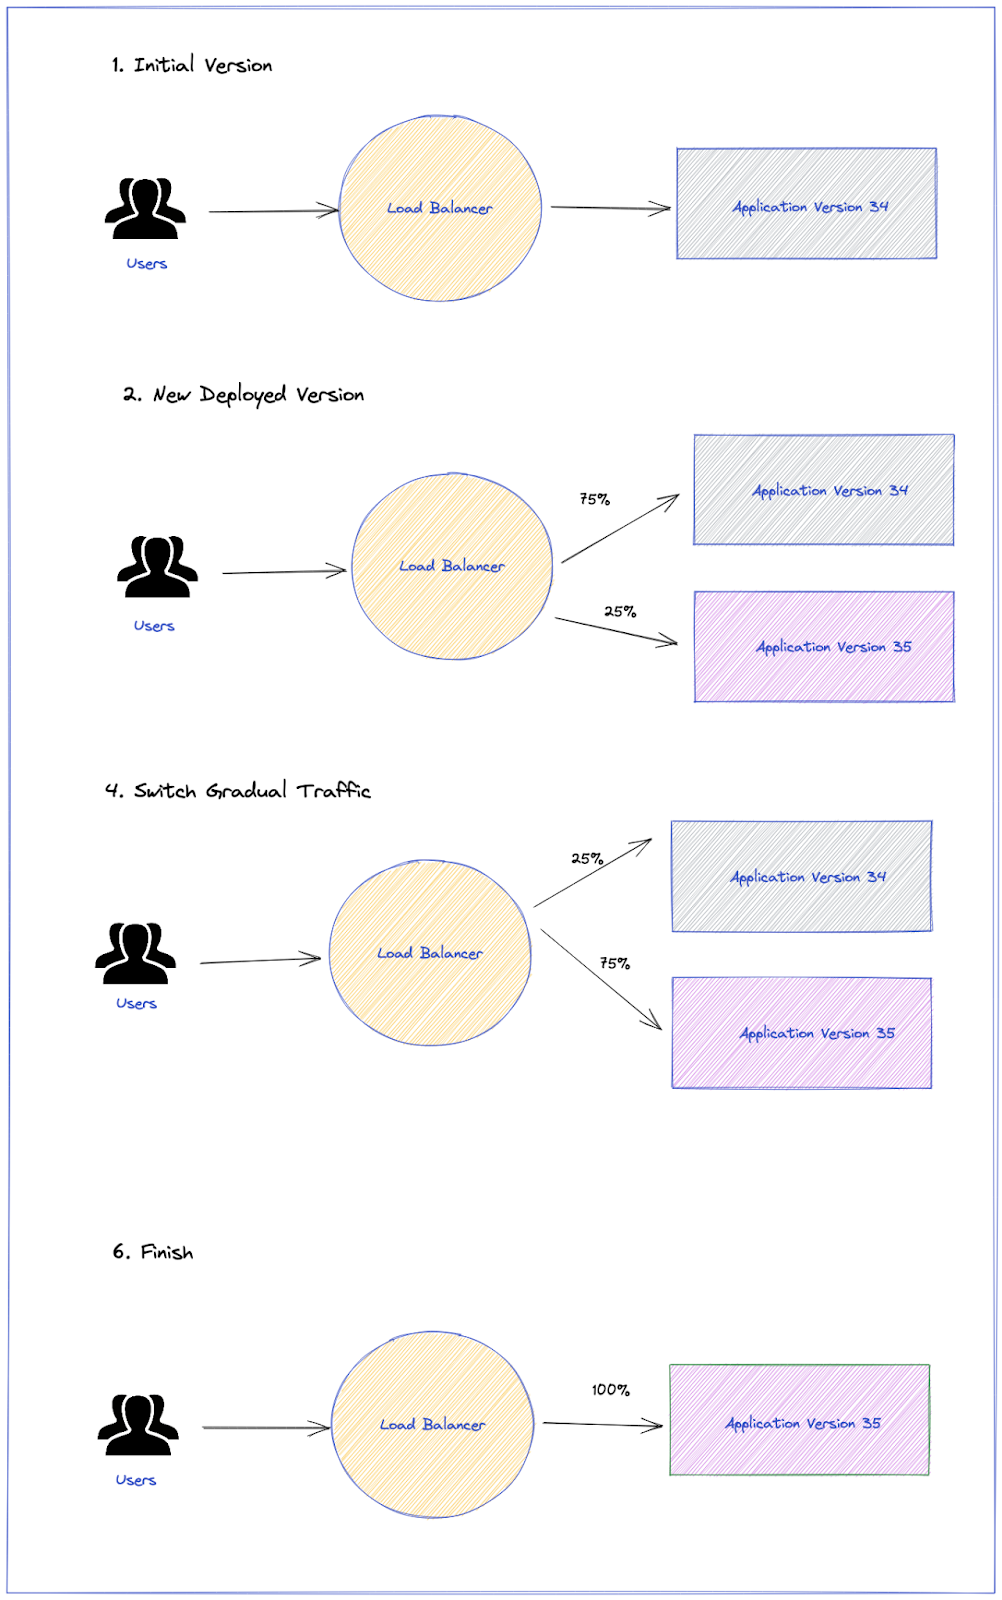 1. Initial Version
Load Balancer
Application Version 34
Users
2. New Deployed Version
75%
Application Version 34
Load Balancer
25%
Application Version 35
Users
4. Switch Gradual Traffic
25%
Application Version 34
Load Balancer
75%
Users
Application Version 35
6. Finish
100%
Load Balancer
Application Version 35
Users